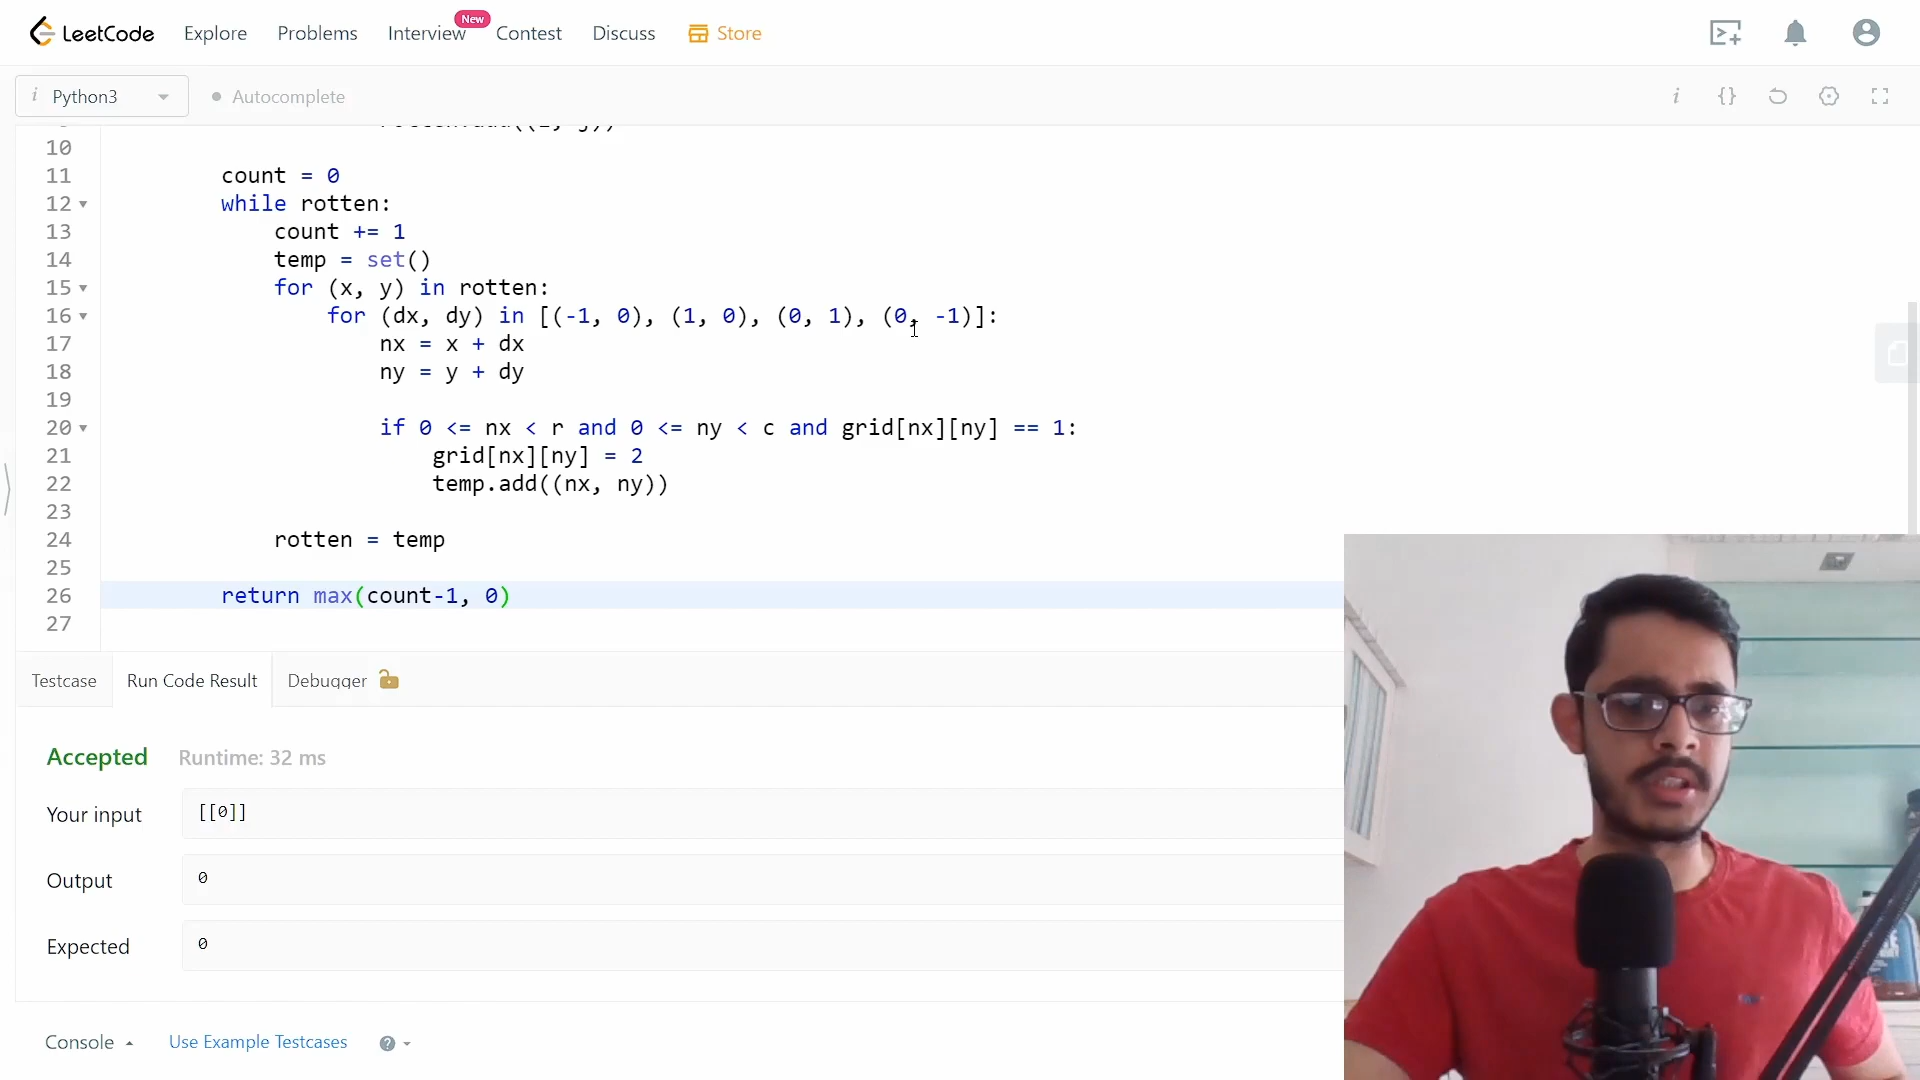 LeetCode Explore Problems Interview New Contest Discuss Store
i Python3 Autocomplete i {}
10
11 count = 0
12 while rotten:
13 count += 1
14 temp = set()
15 for (x, y) in rotten:
16 for (dx, dy) in [(-1, 0), (1, 0), (0, 1), (0, -1)]:
17 nx = x + dx
18 ny = y + dy
19
20 if 0 <= nx < r and 0 <= ny < c and grid[nx][ny] == 1:
21 grid[nx][ny] = 2
22 temp.add((nx, ny))
23
24 rotten = temp
25
26 return max(count-1, 0)
27
Testcase Run Code Result Debugger
Accepted Runtime: 32 ms
Your input [[0]]
Output 0
Expected 0
Console Use Example Testcases ?